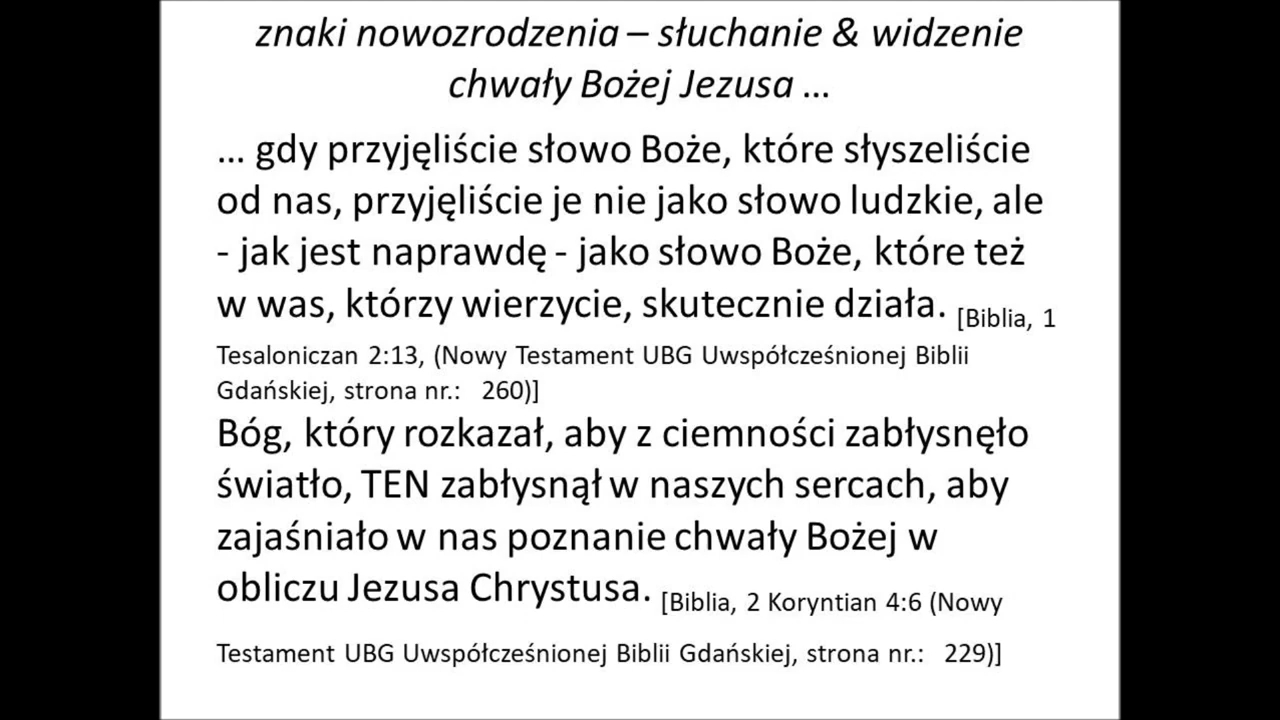 znaki nowozrodzenia – słuchanie & widzenie
chwały Bożej Jezusa ...
... gdy przyjęliście słowo Boże, które słyszeliście
od nas, przyjęliście je nie jako słowo ludzkie, ale
- jak jest naprawdę - jako słowo Boże, które też
w was, którzy wierzycie, skutecznie działa. [Biblia, 1
Tesaloniczan 2:13, (Nowy Testament UBG Uwspółcześnionej Biblii
Gdańskiej, strona nr.: 260)]
Bóg, który rozkazał, aby z ciemności zabłysnęło
światło, TEN zabłysnął w naszych sercach, aby
zajaśniało w nas poznanie chwały Bożej w
obliczu Jezusa Chrystusa. [Biblia, 2 Koryntian 4:6 (Nowy
Testament UBG Uwspółcześnionej Biblii Gdańskiej, strona nr.: 229)]